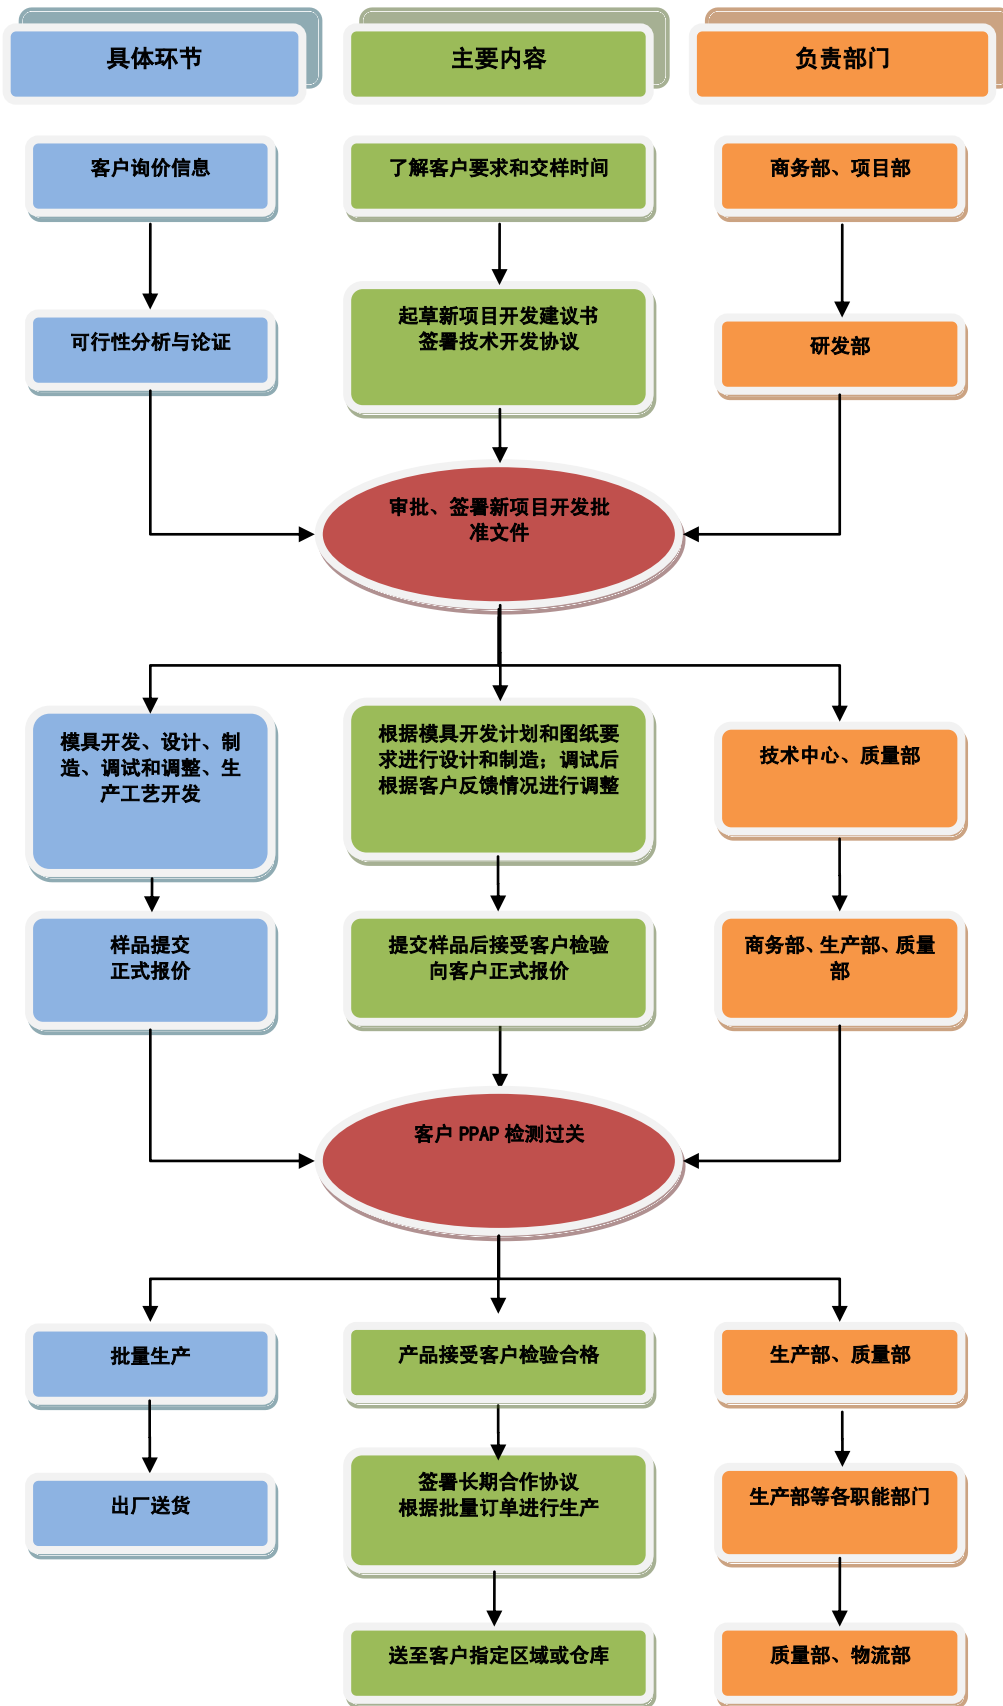 具体环节
主要内容
负责部门
客户询价信息
了解客户要求和交样时间
商务部、项目部
可行性分析与论证
起草新项目开发建议书
签署技术开发协议
研发部
审批、签署新项目开发批
准文件
模具开发、设计、制
造、调试和调整、生
产工艺开发
根据模具开发计划和图纸要
求进行设计和制造；调试后
根据客户反馈情况进行调整
技术中心、质量部
样品提交
正式报价
提交样品后接受客户检验
向客户正式报价
商务部、生产部、质量
部
客户 PPAP 检测过关
批量生产
产品接受客户检验合格
生产部、质量部
出厂送货
签署长期合作协议
根据批量订单进行生产
生产部等各职能部门
送至客户指定区域或仓库
质量部、物流部